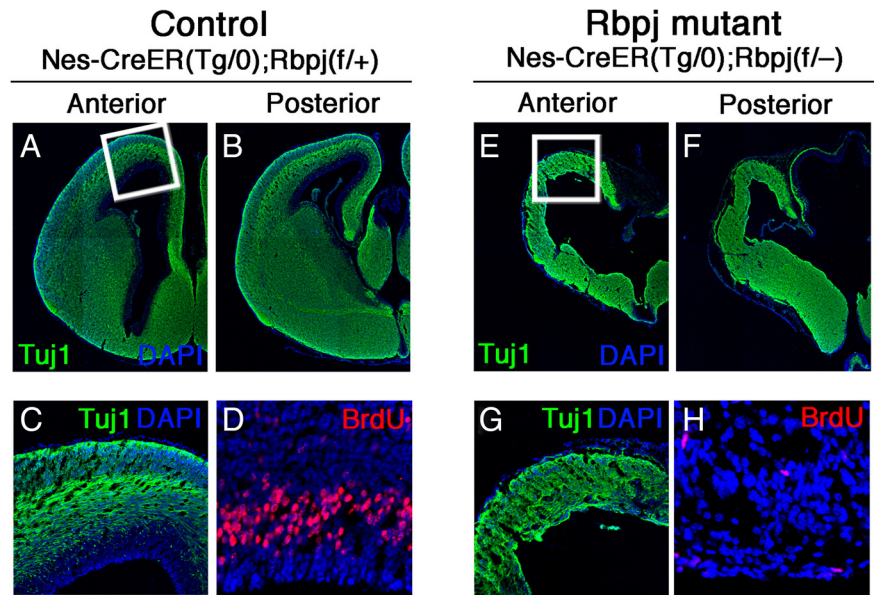 Control
Nes-CreER(Tg/0);Rbpj(f/+)
Anterior Posterior
A B
Tuj1 DAPI
C Tuj1 DAPI D BrdU
Rbpj mutant
Nes-CreER(Tg/0);Rbpj(f/–)
Anterior Posterior
E F
Tuj1 DAPI
G Tuj1 DAPI H BrdU